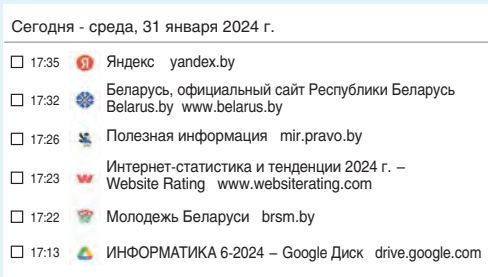 Сегодня - среда, 31 января 2024 г.
17:35 Яндекс yandex.by
17:32 Беларусь, официальный сайт Республики Беларусь
Belarus.by www.belarus.by
17:26 Полезная информация mir.pravo.by
17:23 Интернет-статистика и тенденции 2024 г. –
Website Rating www.websiterating.com
17:22 Молодежь Беларуси brsm.by
17:13 ИНФОРМАТИКА 6-2024 – Google Диск drive.google.com